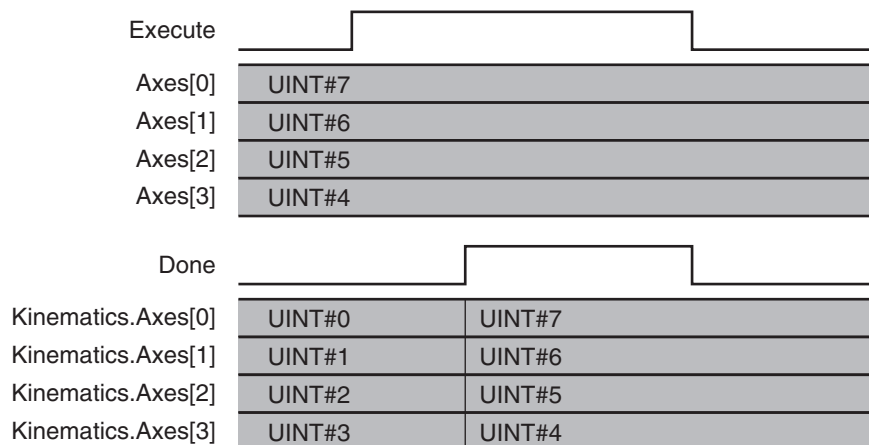 Execute
Axes[0] UINT#7
Axes[1] UINT#6
Axes[2] UINT#5
Axes[3] UINT#4
Done
Kinematics.Axes[0] UINT#0 UINT#7
Kinematics.Axes[1] UINT#1 UINT#6
Kinematics.Axes[2] UINT#2 UINT#5
Kinematics.Axes[3] UINT#3 UINT#4